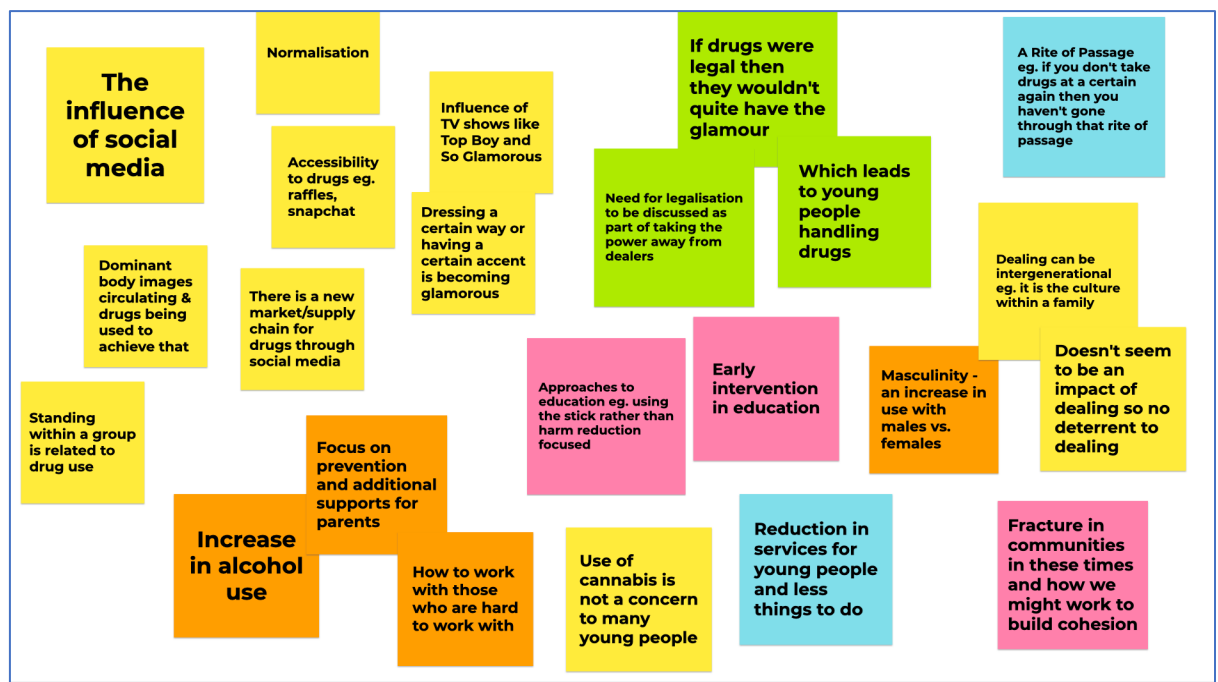 The
influence
of social
media
Normalisation
Accessibility
to drugs eg.
raffles,
snapchat
Influence of
TV shows like
Top Boy and
So Glamorous
Dressing a
certain way or
having a
certain accent
is becoming
glamorous
Dominant
body images
circulating &
drugs being
used to
achieve that
There is a new
market/supply
chain for
drugs through
social media
Standing
within a group
is related to
drug use
If drugs were
legal then
they wouldn't
quite have the
glamour
Need for legalisation
to be discussed as
part of taking the
power away from
dealers
Which leads
to young
people
handling
drugs
A Rite of Passage
eg. if you don't take
drugs at a certain
again then you
haven't gone
through that rite of
passage
Dealing can be
intergenerational
eg. it is the culture
within a family
Doesn't seem
to be an
impact of
dealing so no
deterrent to
dealing
Masculinity -
an increase in
use with
males vs.
females
Approaches to
education eg. using
the stick rather than
harm reduction
focused
Early
intervention
in education
Focus on
prevention
and additional
supports for
parents
Increase
in alcohol
use
How to work
with those
who are hard
to work with
Use of
cannabis is
not a concern
to many
young people
Reduction in
services for
young people
and less
things to do
Fracture in
communities
in these times
and how we
might work to
build cohesion